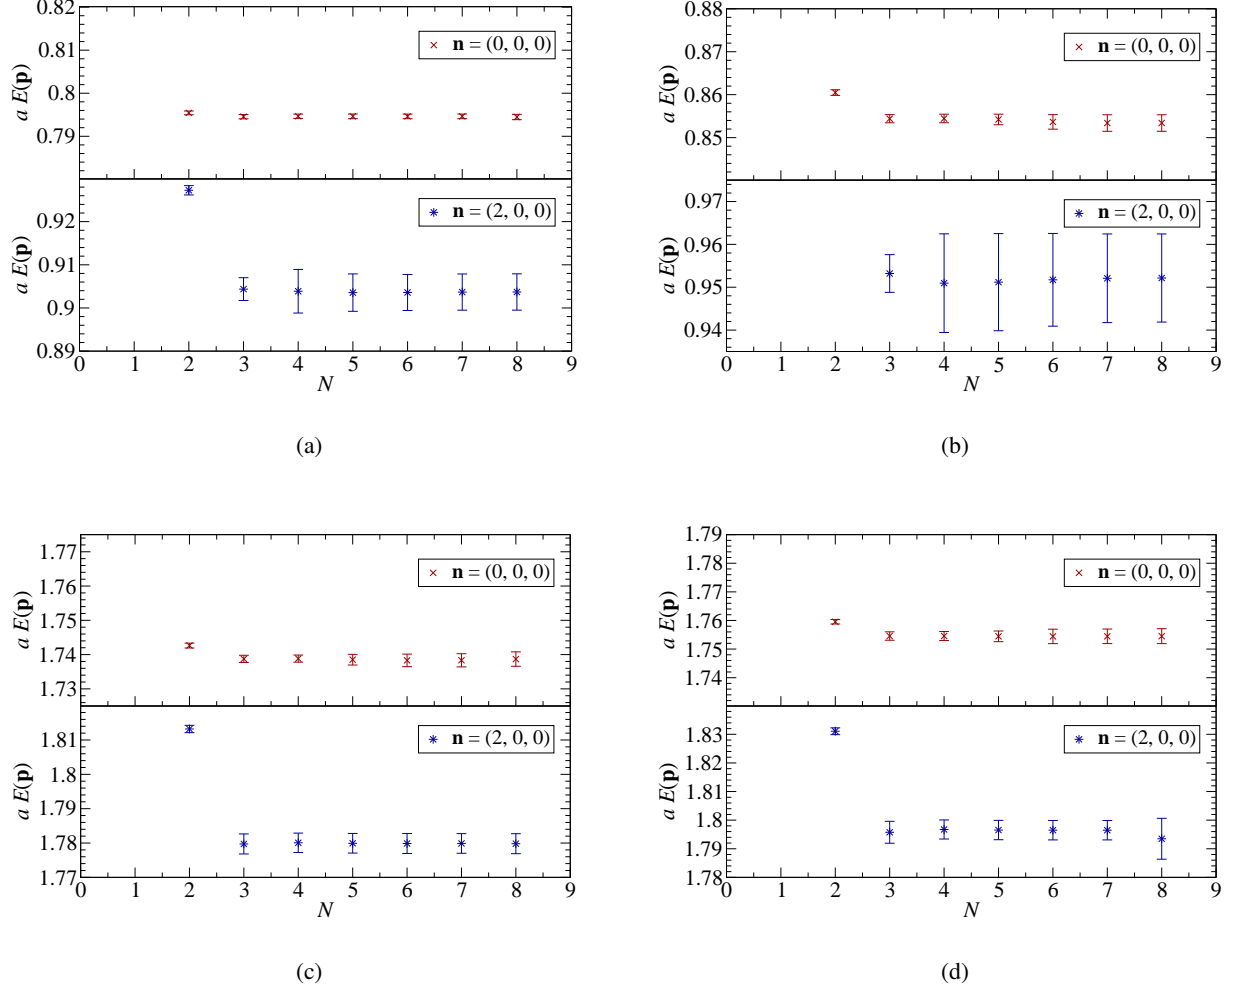 0.82
0.81
0.8
0.79
a E(p)
n = (0, 0, 0)
0.92
0.91
0.9
0.89
a E(p)
n = (2, 0, 0)
0 1 2 3 4 5 6 7 8 9
N
(a)
0.88
0.87
0.86
0.85
a E(p)
n = (0, 0, 0)
0.97
0.96
0.95
0.94
a E(p)
n = (2, 0, 0)
0 1 2 3 4 5 6 7 8 9
N
(b)
1.77
1.76
1.75
1.74
1.73
a E(p)
n = (0, 0, 0)
1.81
1.8
1.79
1.78
1.77
a E(p)
n = (2, 0, 0)
0 1 2 3 4 5 6 7 8 9
N
(c)
1.79
1.78
1.77
1.76
1.75
1.74
a E(p)
n = (0, 0, 0)
1.83
1.82
1.81
1.8
1.79
1.78
a E(p)
n = (2, 0, 0)
0 1 2 3 4 5 6 7 8 9
N
(d)